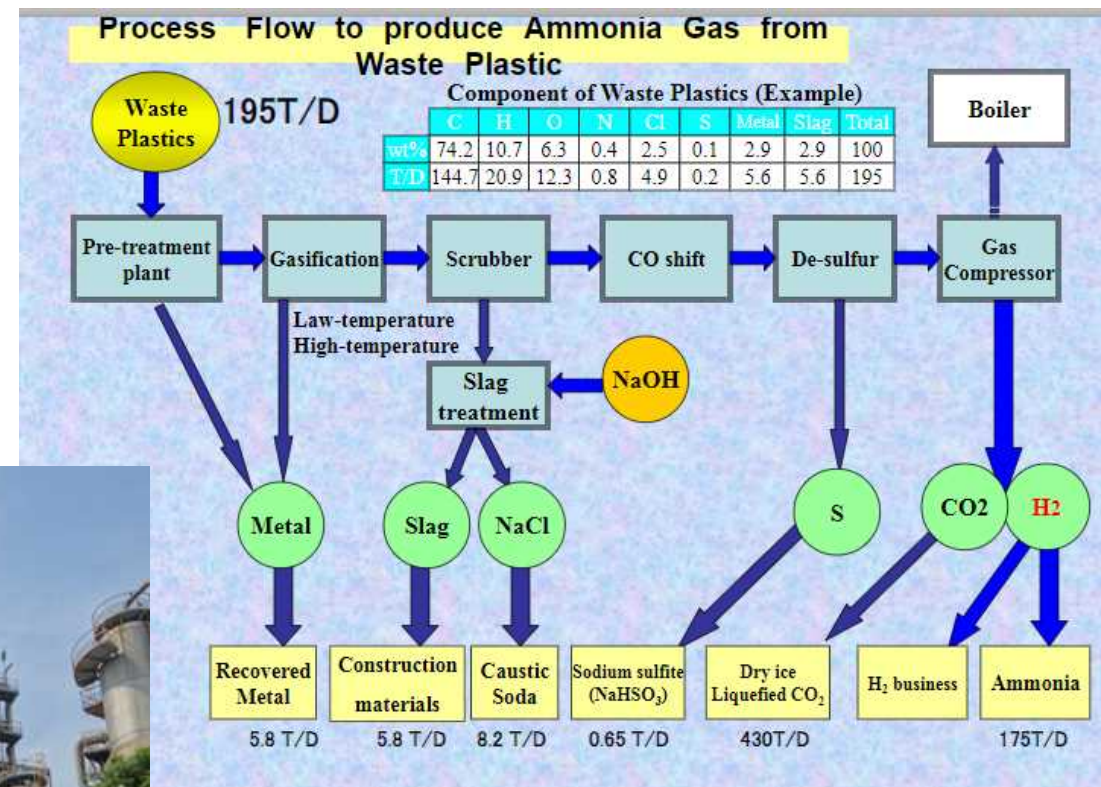 Process Flow to produce Ammonia Gas from
Waste Plastic
Waste
Plastics
195T/D
Component of Waste Plastics (Example)
C H O N Cl S Metal Slag Total
wt% 74.2 10.7 6.3 0.4 2.5 0.1 2.9 2.9 100
T/D 144.7 20.9 12.3 0.8 4.9 0.2 5.6 5.6 195
Boiler
Pre-treatment
plant
Gasification
Scrubber
CO shift
De-sulfur
Gas
Compressor
Law-temperature
High-temperature
Slag
treatment
NaOH
Metal
Slag
NaCl
S
CO2
H2
Recovered
Metal
Construction
materials
Caustic
Soda
Sodium sulfite
(NaHSO₃)
Dry ice
Liquefied CO₂
H₂ business
Ammonia
5.8 T/D
5.8 T/D
8.2 T/D
0.65 T/D
430T/D
175T/D